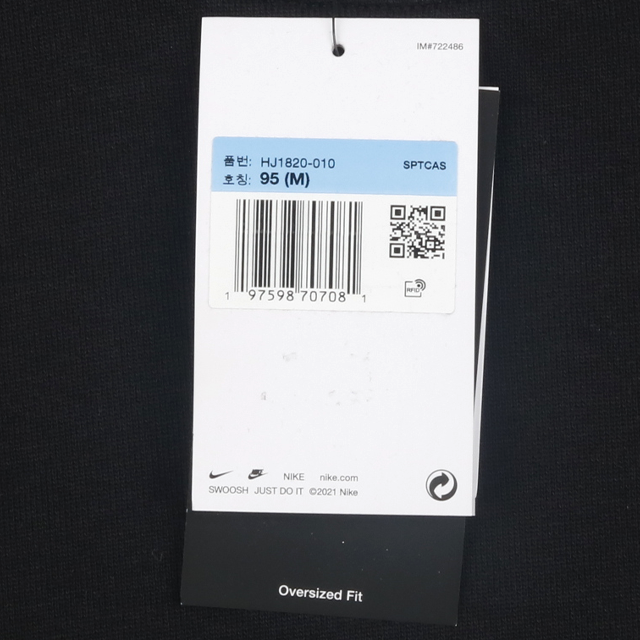 IM#722486
품번: HJ1820-010 SPTCAS
호칭: 95 (M)
1 97598 70708 1
RFID
NIKE nike.com
SWOOSH JUST DO IT ©2021 Nike
Oversized Fit